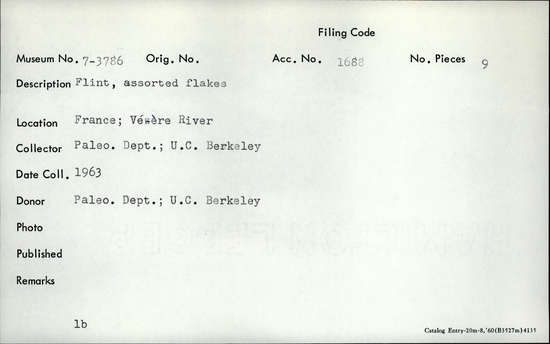 Filing Code
Museum No. 7-3786 Orig. No. Acc. No. 1688 No. Pieces 9
Description Flint, assorted flakes
Location France; Vézère River
Collector Paleo. Dept.; U.C. Berkeley
Date Coll. 1963
Donor Paleo. Dept.; U.C. Berkeley
Photo
Published
Remarks
lb
Catalog Entry-20m-8,'60(B3527m)4135